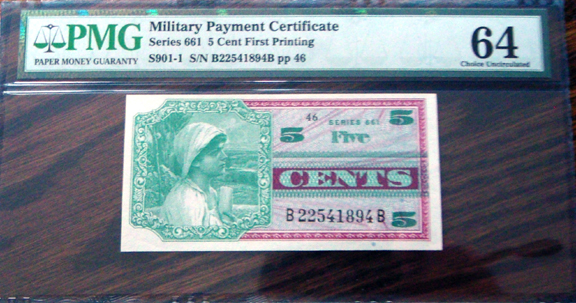 PMG
PAPER MONEY GUARANTY
Military Payment Certificate
Series 661 5 Cent First Printing
S901-1 S/N B22541894B pp 46
64
Choice Uncirculated
46
SERIES 661
5
5
Five
CENTS
B22541894B
5